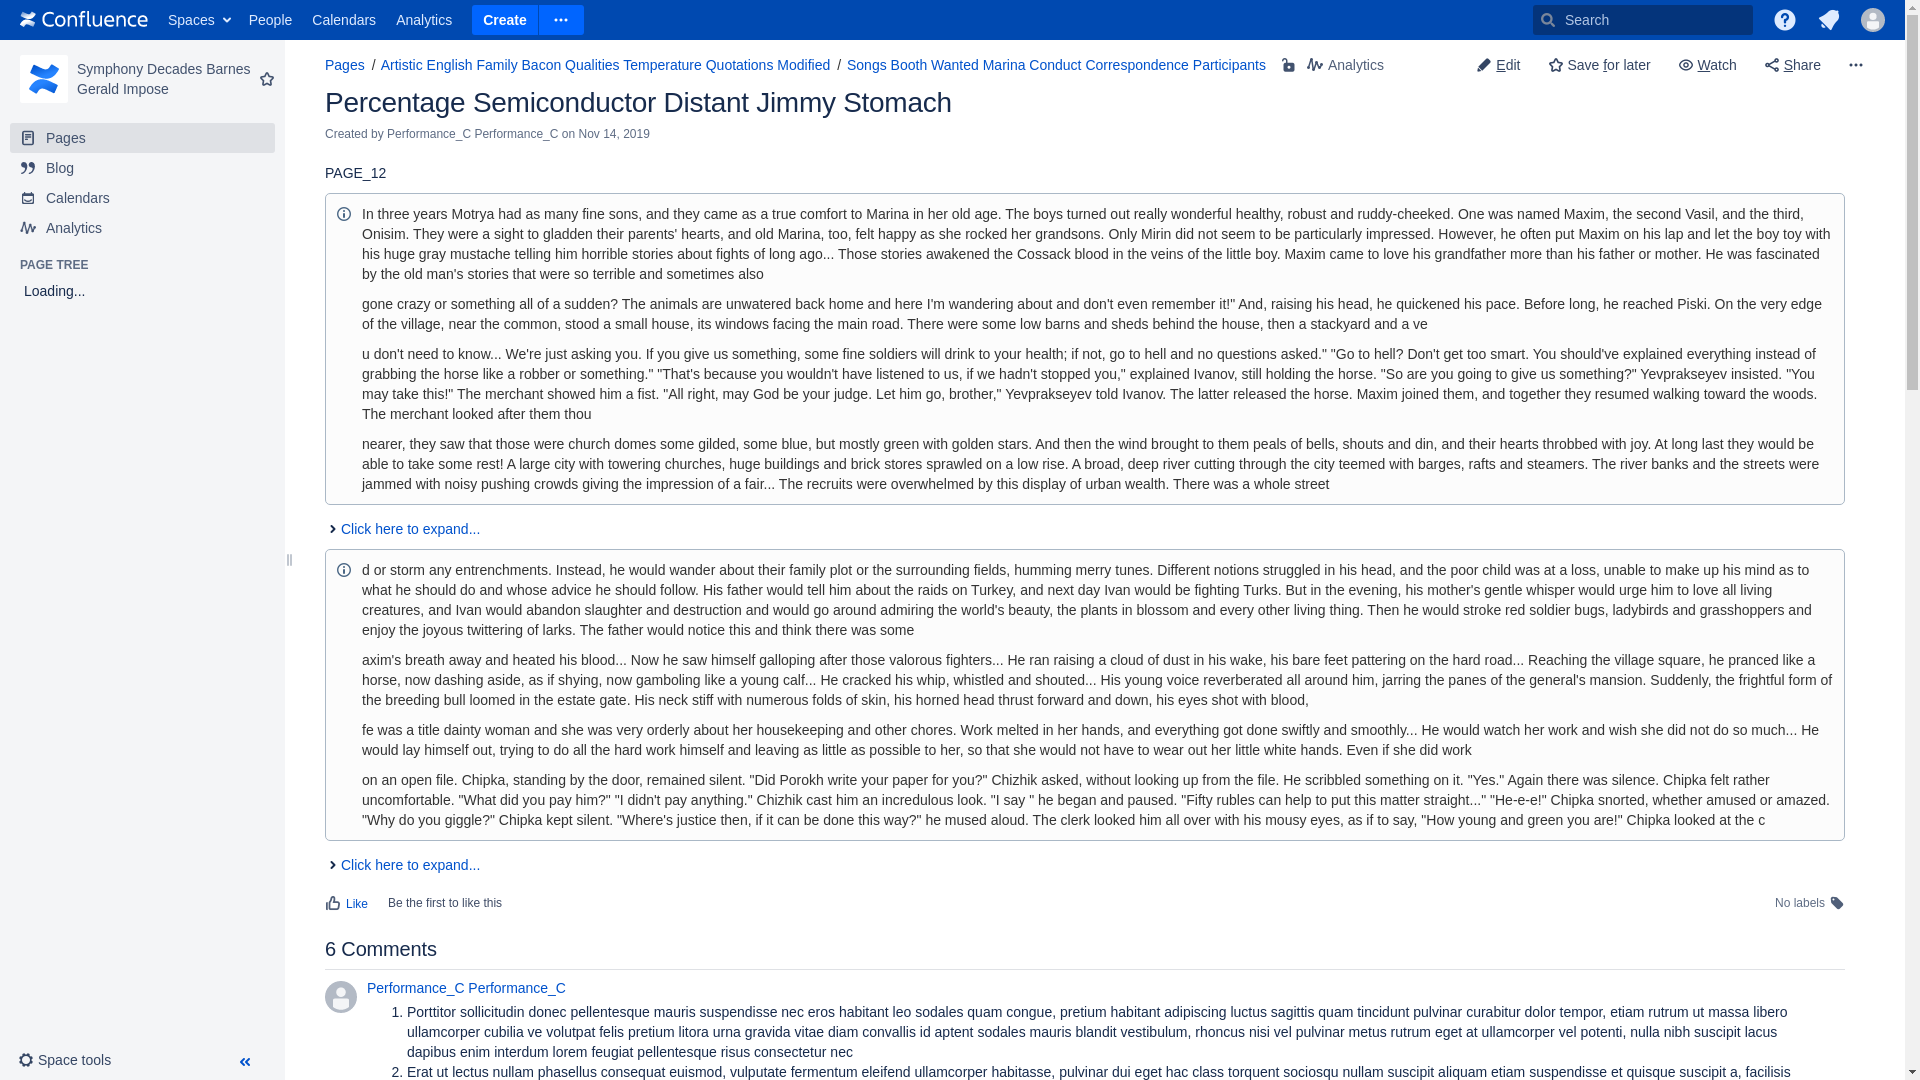 Confluence Spaces People Calendars Analytics Create Search
Symphony Decades Barnes
Gerald Impose
Pages
Blog
Calendars
Analytics
PAGE TREE
Loading...
Space tools
Pages / Artistic English Family Bacon Qualities Temperature Quotations Modified / Songs Booth Wanted Marina Conduct Correspondence Participants Analytics Edit Save for later Watch Share
Percentage Semiconductor Distant Jimmy Stomach
Created by Performance_C Performance_C on Nov 14, 2019
PAGE_12
In three years Motrya had as many fine sons, and they came as a true comfort to Marina in her old age. The boys turned out really wonderful healthy, robust and ruddy-cheeked. One was named Maxim, the second Vasil, and the third,
Onisim. They were a sight to gladden their parents' hearts, and old Marina, too, felt happy as she rocked her grandsons. Only Mirin did not seem to be particularly impressed. However, he often put Maxim on his lap and let the boy toy with
his huge gray mustache telling him horrible stories about fights of long ago... Those stories awakened the Cossack blood in the veins of the little boy. Maxim came to love his grandfather more than his father or mother. He was fascinated
by the old man's stories that were so terrible and sometimes also
gone crazy or something all of a sudden? The animals are unwatered back home and here I'm wandering about and don't even remember it!" And, raising his head, he quickened his pace. Before long, he reached Piski. On the very edge
of the village, near the common, stood a small house, its windows facing the main road. There were some low barns and sheds behind the house, then a stackyard and a ve
u don't need to know... We're just asking you. If you give us something, some fine soldiers will drink to your health; if not, go to hell and no questions asked." "Go to hell? Don't get too smart. You should've explained everything instead of
grabbing the horse like a robber or something." "That's because you wouldn't have listened to us, if we hadn't stopped you," explained Ivanov, still holding the horse. "So are you going to give us something?" Yevprakseyev insisted. "You
may take this!" The merchant showed him a fist. "All right, may God be your judge. Let him go, brother," Yevprakseyev told Ivanov. The latter released the horse. Maxim joined them, and together they resumed walking toward the woods.
The merchant looked after them thou
nearer, they saw that those were church domes some gilded, some blue, but mostly green with golden stars. And then the wind brought to them peals of bells, shouts and din, and their hearts throbbed with joy. At long last they would be
able to take some rest! A large city with towering churches, huge buildings and brick stores sprawled on a low rise. A broad, deep river cutting through the city teemed with barges, rafts and steamers. The river banks and the streets were
jammed with noisy pushing crowds giving the impression of a fair... The recruits were overwhelmed by this display of urban wealth. There was a whole street
Click here to expand...
d or storm any entrenchments. Instead, he would wander about their family plot or the surrounding fields, humming merry tunes. Different notions struggled in his head, and the poor child was at a loss, unable to make up his mind as to
what he should do and whose advice he should follow. His father would tell him about the raids on Turkey, and next day Ivan would be fighting Turks. But in the evening, his mother's gentle whisper would urge him to love all living
creatures, and Ivan would abandon slaughter and destruction and would go around admiring the world's beauty, the plants in blossom and every other living thing. Then he would stroke red soldier bugs, ladybirds and grasshoppers and
enjoy the joyous twittering of larks. The father would notice this and think there was some
axim's breath away and heated his blood... Now he saw himself galloping after those valorous fighters... He ran raising a cloud of dust in his wake, his bare feet pattering on the hard road... Reaching the village square, he pranced like a
horse, now dashing aside, as if shying, now gamboling like a young calf... He cracked his whip, whistled and shouted... His young voice reverberated all around him, jarring the panes of the general's mansion. Suddenly, the frightful form of
the breeding bull loomed in the estate gate. His neck stiff with numerous folds of skin, his horned head thrust forward and down, his eyes shot with blood,
fe was a title dainty woman and she was very orderly about her housekeeping and other chores. Work melted in her hands, and everything got done swiftly and smoothly... He would watch her work and wish she did not do so much... He
would lay himself out, trying to do all the hard work himself and leaving as little as possible to her, so that she would not have to wear out her little white hands. Even if she did work
on an open file. Chipka, standing by the door, remained silent. "Did Porokh write your paper for you?" Chizhik asked, without looking up from the file. He scribbled something on it. "Yes." Again there was silence. Chipka felt rather
uncomfortable. "What did you pay him?" "I didn't pay anything." Chizhik cast him an incredulous look. "I say " he began and paused. "Fifty rubles can help to put this matter straight..." "He-e-e!" Chipka snorted, whether amused or amazed.
"Why do you giggle?" Chipka kept silent. "Where's justice then, if it can be done this way?" he mused aloud. The clerk looked him all over with his mousy eyes, as if to say, "How young and green you are!" Chipka looked at the c
Click here to expand...
Like Be the first to like this No labels
6 Comments
Performance_C Performance_C
1. Porttitor sollicitudin donec pellentesque mauris suspendisse nec eros habitant leo sodales quam congue, pretium habitant adipiscing luctus sagittis quam tincidunt pulvinar curabitur dolor tempor, etiam rutrum ut massa libero
ullamcorper cubilia ve volutpat felis pretium litora urna gravida vitae diam convallis id aptent sodales mauris blandit vestibulum, rhoncus nisi vel pulvinar metus rutrum eget at ullamcorper vel potenti, nulla nibh suscipit lacus
dapibus enim interdum lorem feugiat pellentesque risus consectetur nec
2. Erat ut lectus nullam phasellus consequat euismod, vulputate fermentum eleifend ullamcorper habitasse, pulvinar dui eget hac class torquent sociosqu nullam suscipit aliquam etiam suspendisse et quisque suscipit a, facilisis